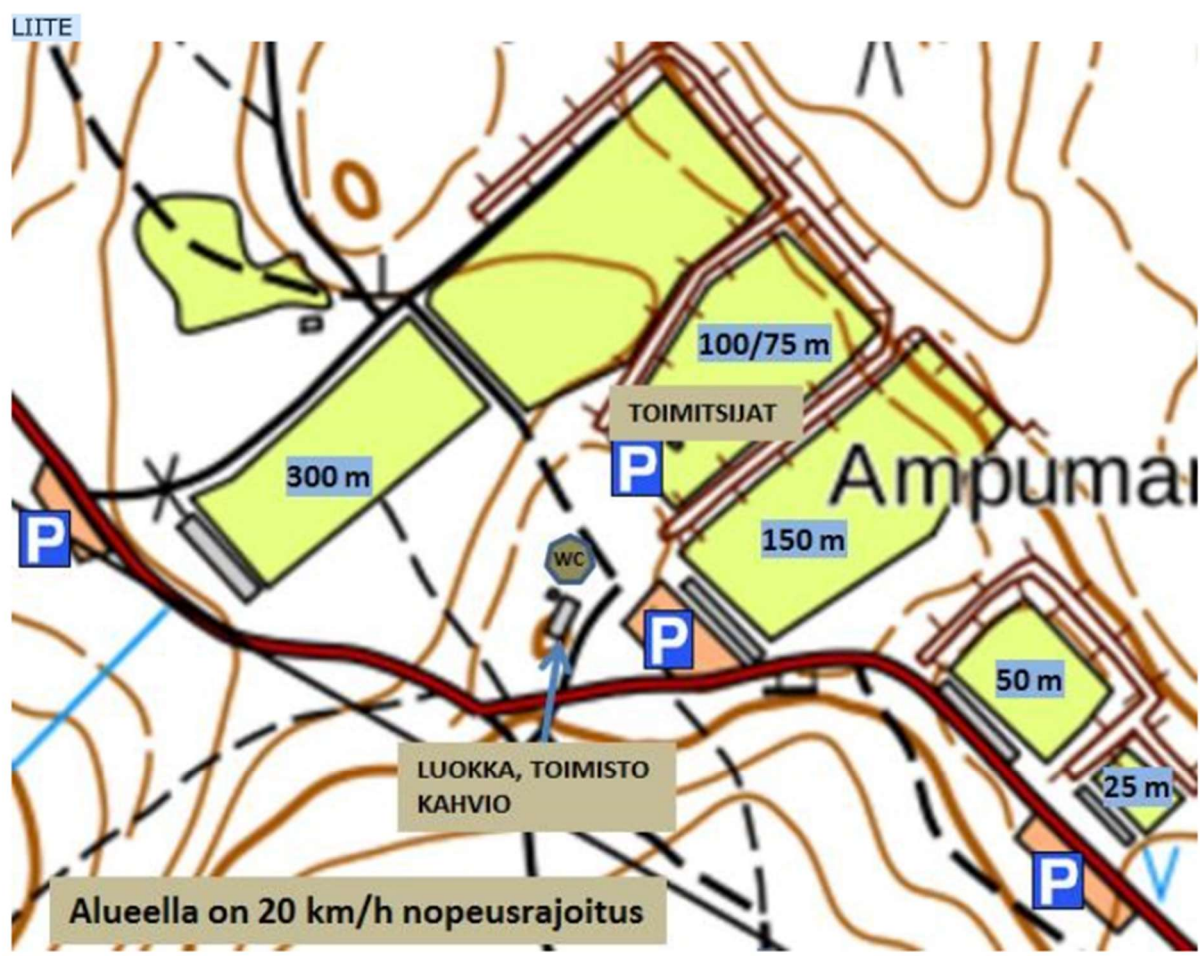 LIITE
100/75 m
TOIMITSIJAT
P
300 m
Ampumar
P
150 m
WC
P
50 m
25 m
LUOKKA, TOIMISTO
KAHVIO
P
Alueella on 20 km/h nopeusrajoitus